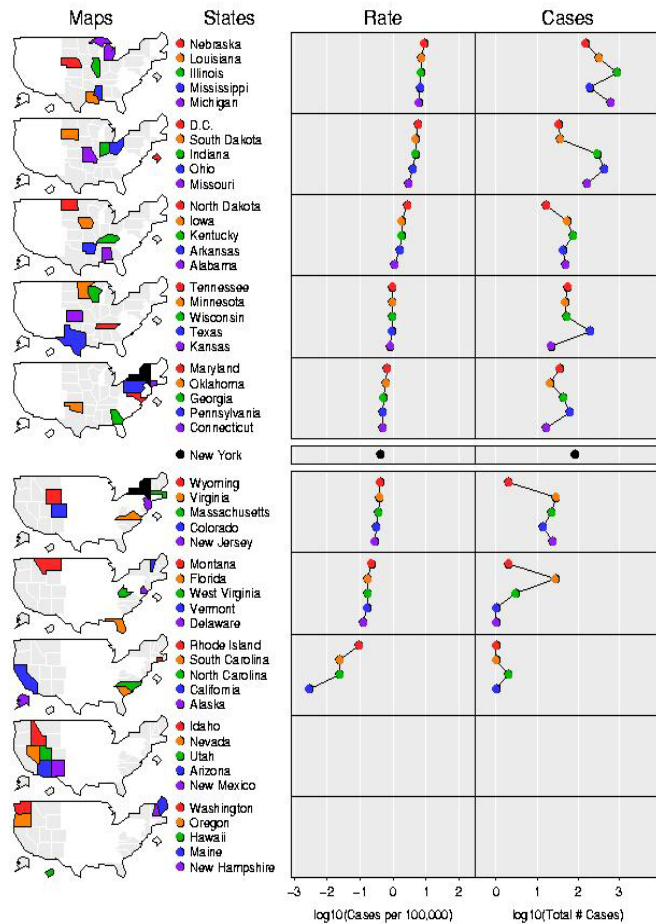 Maps States Rate Cases
Nebraska
Louisiana
Illinois
Mississippi
Michigan
D.C.
South Dakota
Indiana
Ohio
Missouri
North Dakota
Iowa
Kentucky
Arkansas
Alabama
Tennessee
Minnesota
Wisconsin
Texas
Kansas
Maryland
Oklahoma
Georgia
Pennsylvania
Connecticut
New York
Wyoming
Virginia
Massachusetts
Colorado
New Jersey
Montana
Florida
West Virginia
Vermont
Delaware
Rhode Island
South Carolina
North Carolina
California
Alaska
Idaho
Nevada
Utah
Arizona
New Mexico
Washington
Oregon
Hawaii
Maine
New Hampshire
−3 −2 −1 0 1 2 0 1 2 3
log10(Cases per 100,000) log10(Total # Cases)